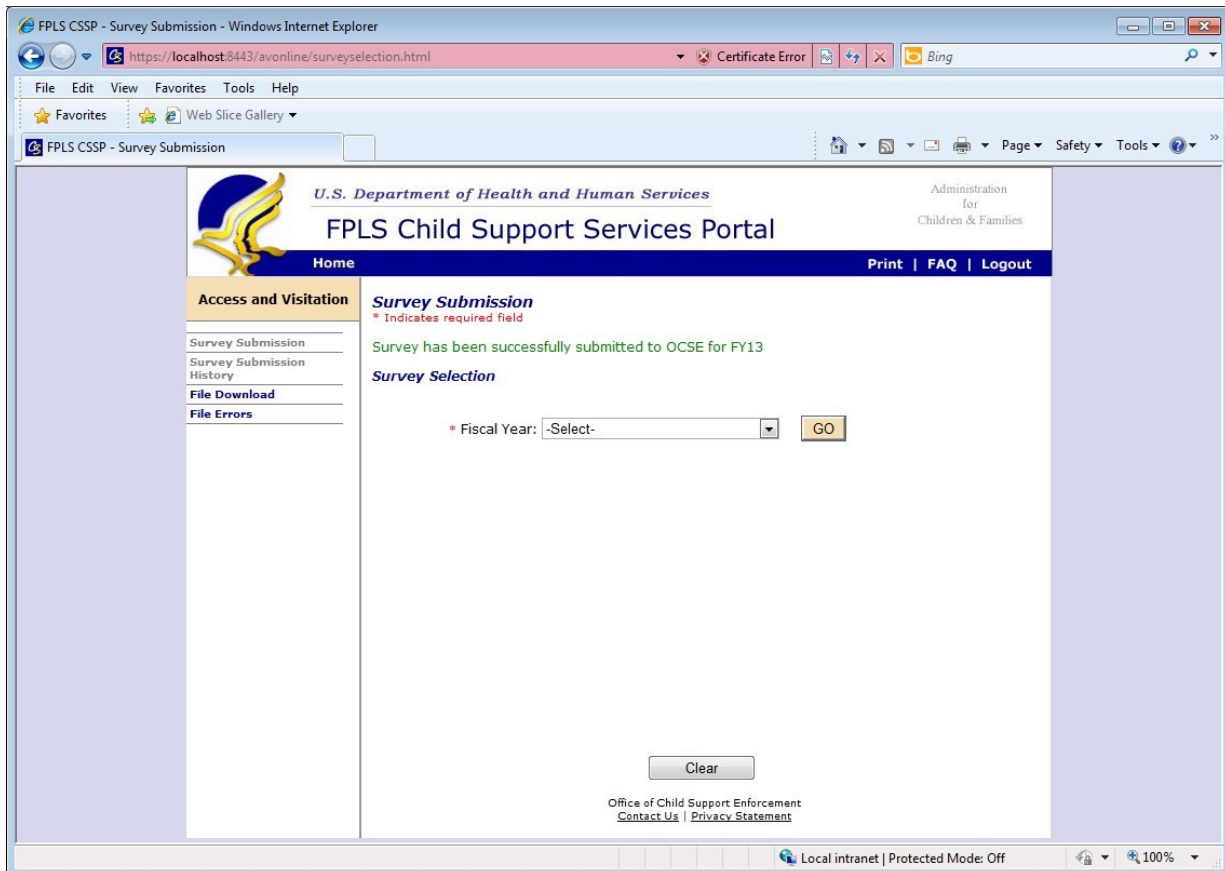 FPLS CSSP - Survey Submission - Windows Internet Explorer
https://localhost:8443/avonline/surveyselection.html
Certificate Error
Bing
File Edit View Favorites Tools Help
Favorites Web Slice Gallery
FPLS CSSP - Survey Submission
Page Safety Tools
U.S. Department of Health and Human Services
FPLS Child Support Services Portal
Administration
for
Children & Families
Home
Print | FAQ | Logout
Access and Visitation
Survey Submission
Survey Submission
History
File Download
File Errors
Survey Submission
* Indicates required field
Survey has been successfully submitted to OCSE for FY13
Survey Selection
* Fiscal Year: -Select- GO
Clear
Office of Child Support Enforcement
Contact Us | Privacy Statement
Local intranet | Protected Mode: Off
100%